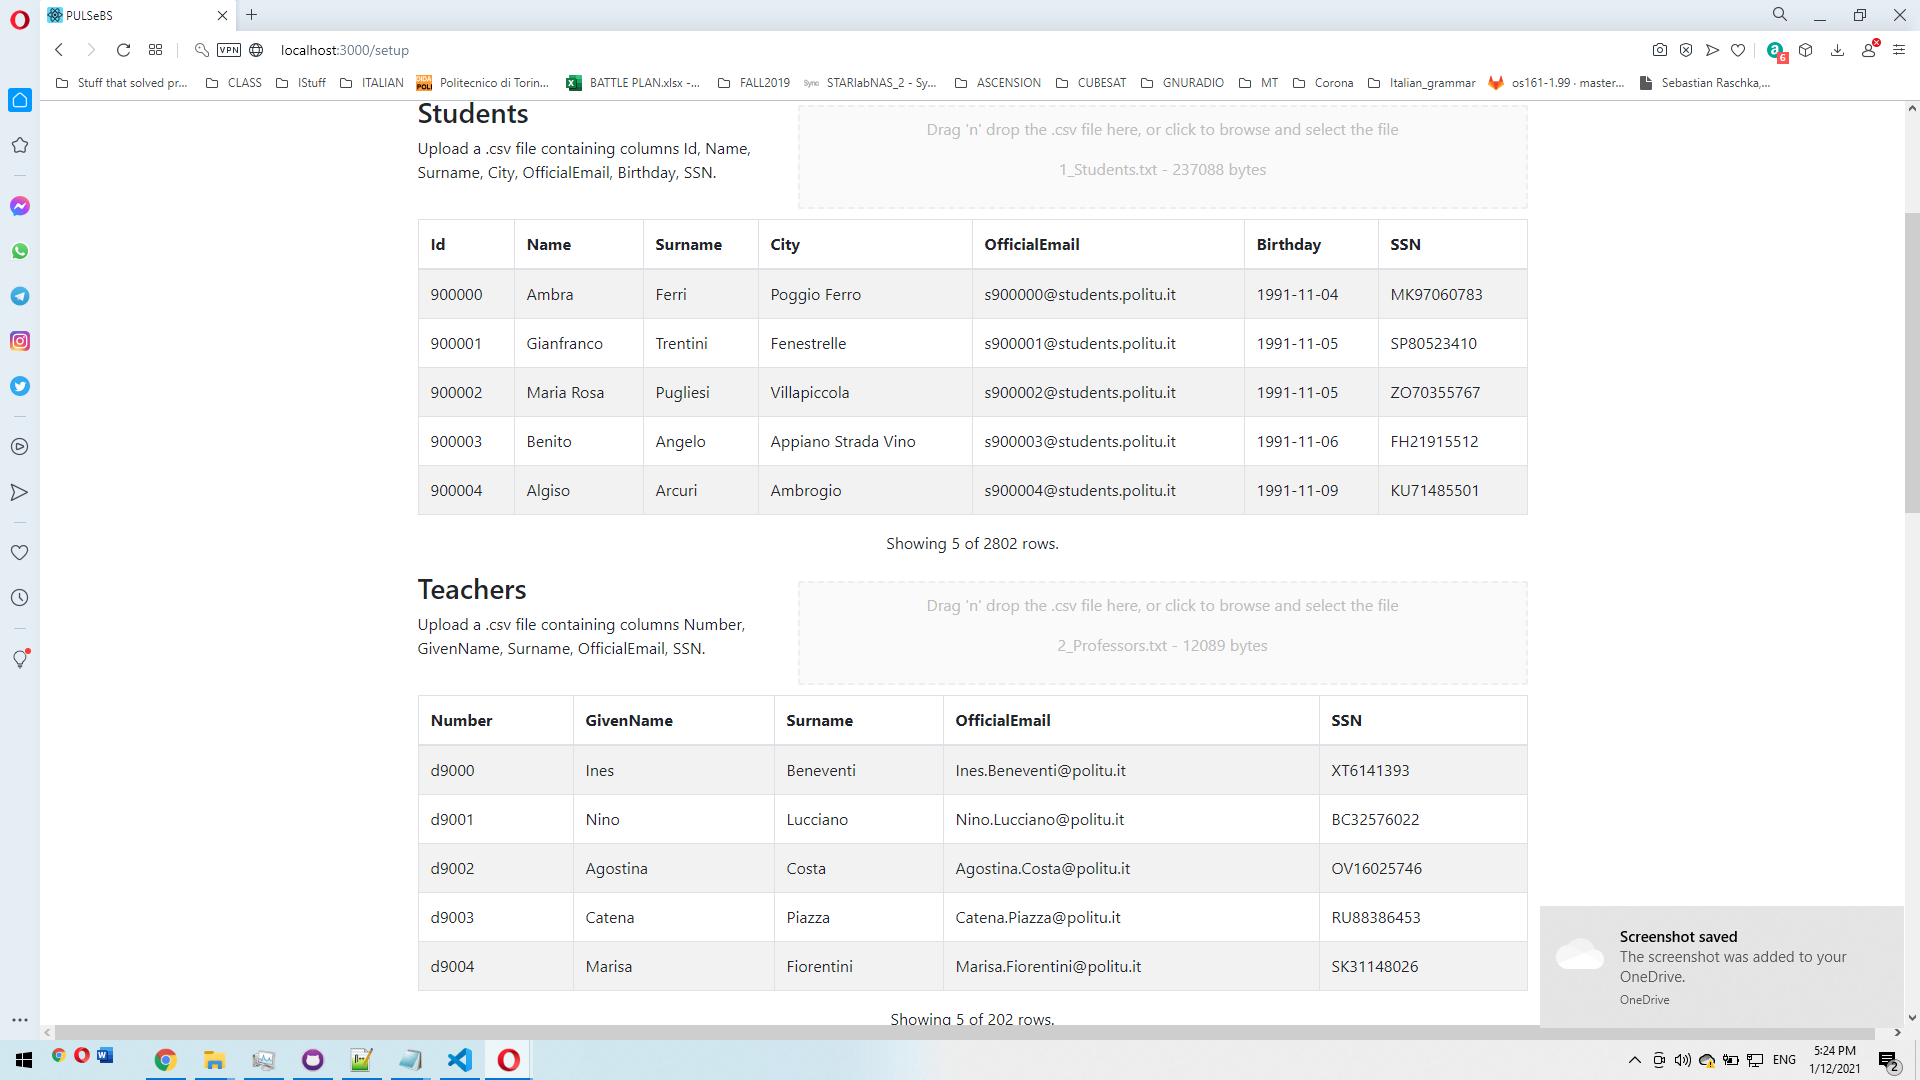 PULSeBS
VPN
localhost:3000/setup
6
Stuff that solved pr... CLASS IStuff ITALIAN DIDA POLI Politecnico di Torin... BATTLE PLAN.xlsx -... FALL2019 Sync STARlabNAS_2 - Sy... ASCENSION CUBESAT GNURADIO MT Corona Italian_grammar os161-1.99 · master... Sebastian Raschka,...
Students
Upload a .csv file containing columns Id, Name,
Surname, City, OfficialEmail, Birthday, SSN.
Drag 'n' drop the .csv file here, or click to browse and select the file
1_Students.txt - 237088 bytes
Id Name Surname City OfficialEmail Birthday SSN
900000 Ambra Ferri Poggio Ferro s900000@students.politu.it 1991-11-04 MK97060783
900001 Gianfranco Trentini Fenestrelle s900001@students.politu.it 1991-11-05 SP80523410
900002 Maria Rosa Pugliesi Villapiccola s900002@students.politu.it 1991-11-05 ZO70355767
900003 Benito Angelo Appiano Strada Vino s900003@students.politu.it 1991-11-06 FH21915512
900004 Algiso Arcuri Ambrogio s900004@students.politu.it 1991-11-09 KU71485501
Showing 5 of 2802 rows.
Teachers
Upload a .csv file containing columns Number,
GivenName, Surname, OfficialEmail, SSN.
Drag 'n' drop the .csv file here, or click to browse and select the file
2_Professors.txt - 12089 bytes
Number GivenName Surname OfficialEmail SSN
d9000 Ines Beneventi Ines.Beneventi@politu.it XT6141393
d9001 Nino Lucciano Nino.Lucciano@politu.it BC32576022
d9002 Agostina Costa Agostina.Costa@politu.it OV16025746
d9003 Catena Piazza Catena.Piazza@politu.it RU88386453
d9004 Marisa Fiorentini Marisa.Fiorentini@politu.it SK31148026
Showing 5 of 202 rows.
Screenshot saved
The screenshot was added to your
OneDrive.
OneDrive
ENG
5:24 PM
1/12/2021
2